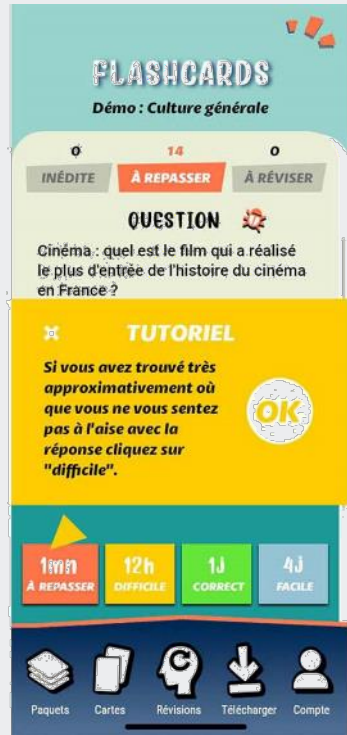 FLASHCARDS
Démo : Culture générale
0 14 0
INÉDITE À REPASSER À RÉVISER
QUESTION
Cinéma : quel est le film qui a réalisé
le plus d'entrée de l'histoire du cinéma
en France ?
TUTORIEL
Si vous avez trouvé très
approximativement où
que vous ne vous sentez
pas à l'aise avec la
réponse cliquez sur
"difficile".
OK
1mn 12h 1J 4J
À REPASSER DIFFICILE CORRECT FACILE
Paquets Cartes Révisions Télécharger Compte